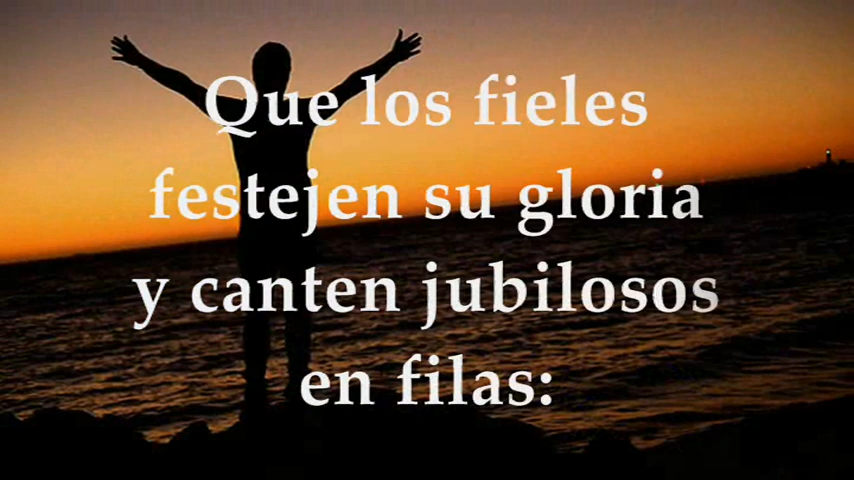 Que los fieles
festejen su gloria
y canten jubilosos
en filas: